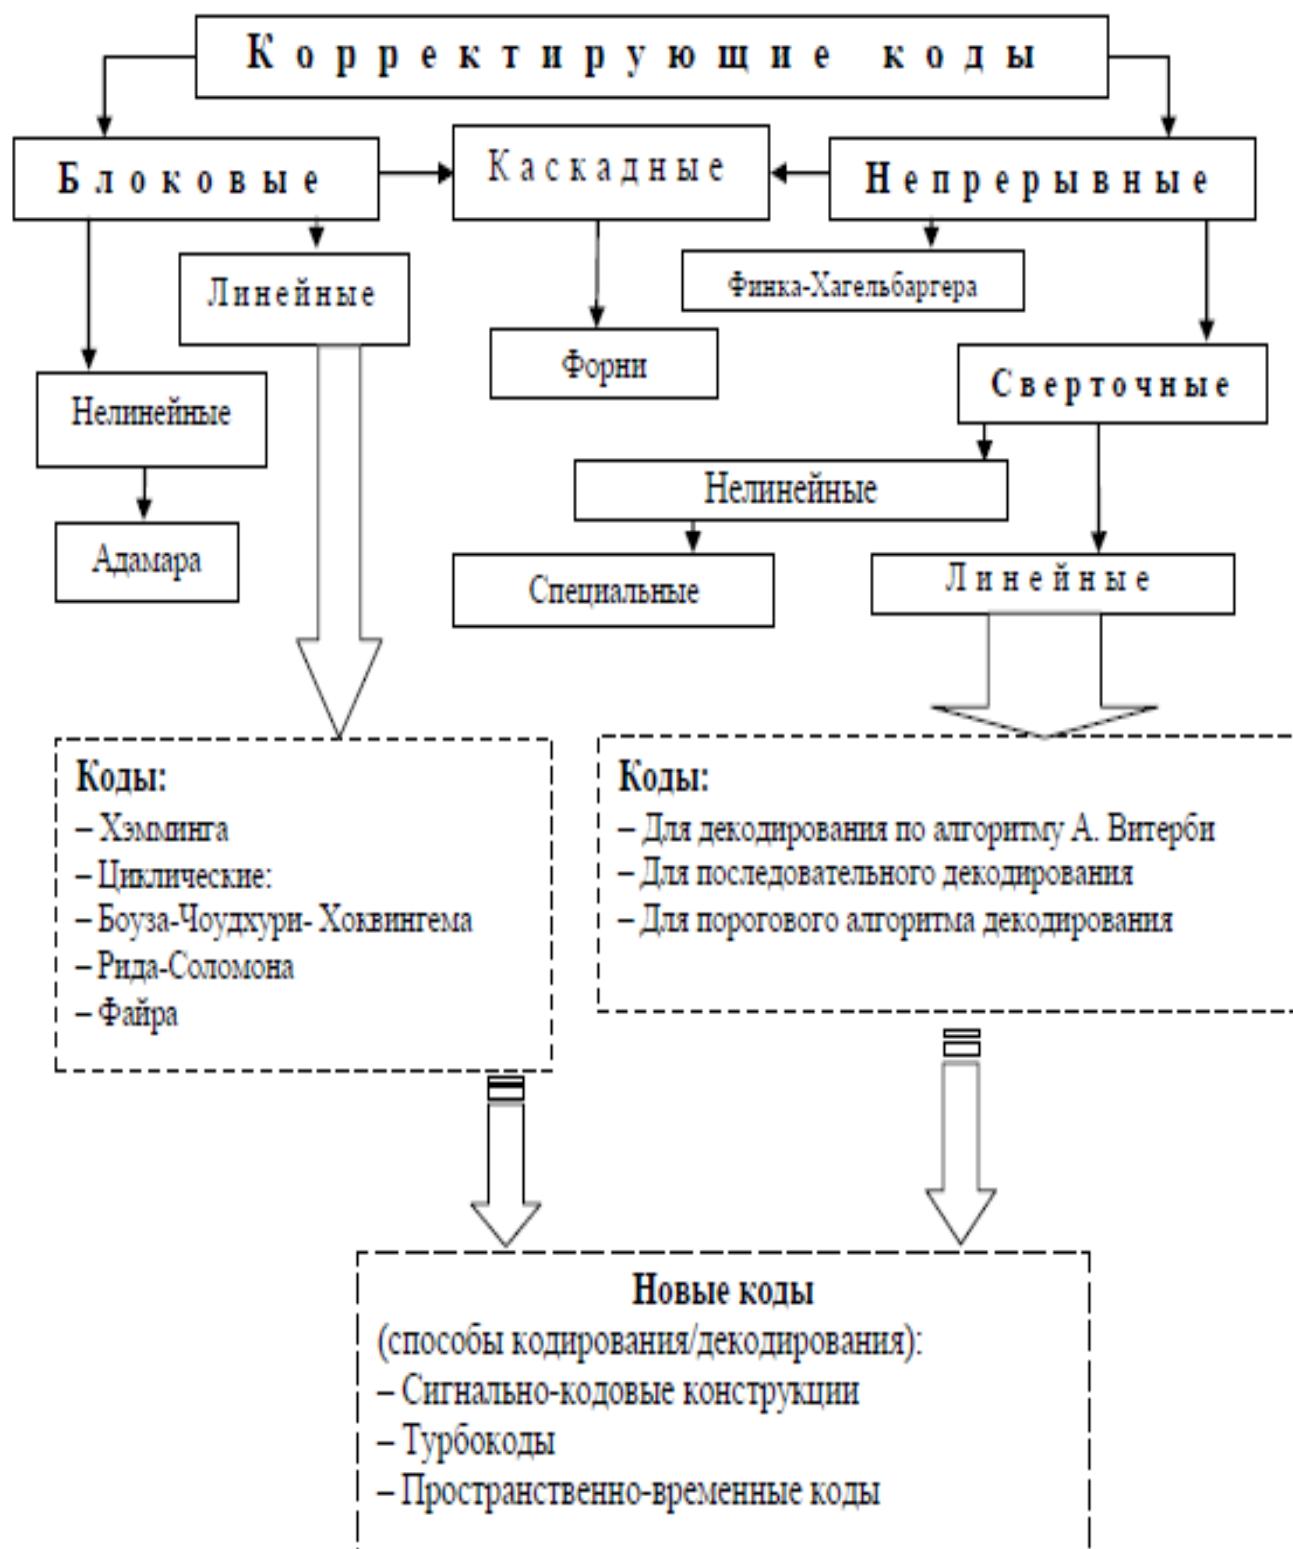 Корректирующие коды
Блоковые
Каскадные
Непрерывные
Линейные
Финка-Хагельбаргера
Форни
Сверточные
Нелинейные
Нелинейные
Адамара
Специальные
Линейные
Коды:
– Хэмминга
– Циклические:
– Боуза-Чоудхури- Хоквингема
– Рида-Соломона
– Файра
Коды:
– Для декодирования по алгоритму А. Витерби
– Для последовательного декодирования
– Для порогового алгоритма декодирования
Новые коды
(способы кодирования/декодирования):
– Сигнально-кодовые конструкции
– Турбокоды
– Пространственно-временные коды